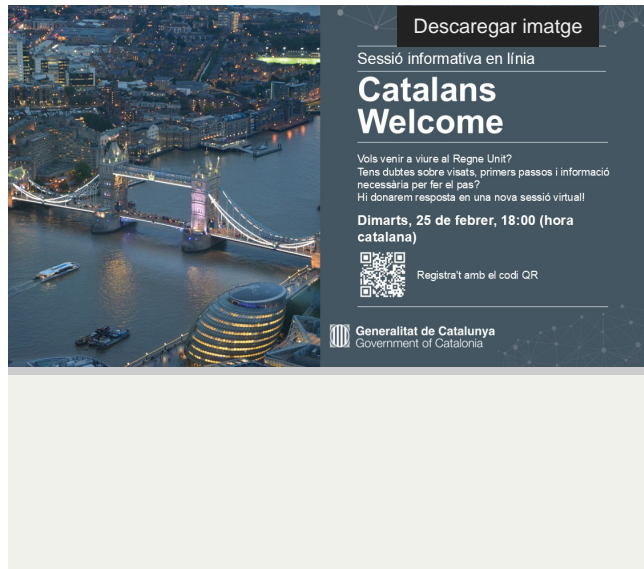 Descaregar imatge
Sessió informativa en línia
Catalans
Welcome
Vols venir a viure al Regne Unit?
Tens dubtes sobre visats, primers passos i informació
necessària per fer el pas?
Hi donarem resposta en una nova sessió virtual!
Dimarts, 25 de febrer, 18:00 (hora
catalana)
Registra't amb el codi QR
Generalitat de Catalunya
Government of Catalonia